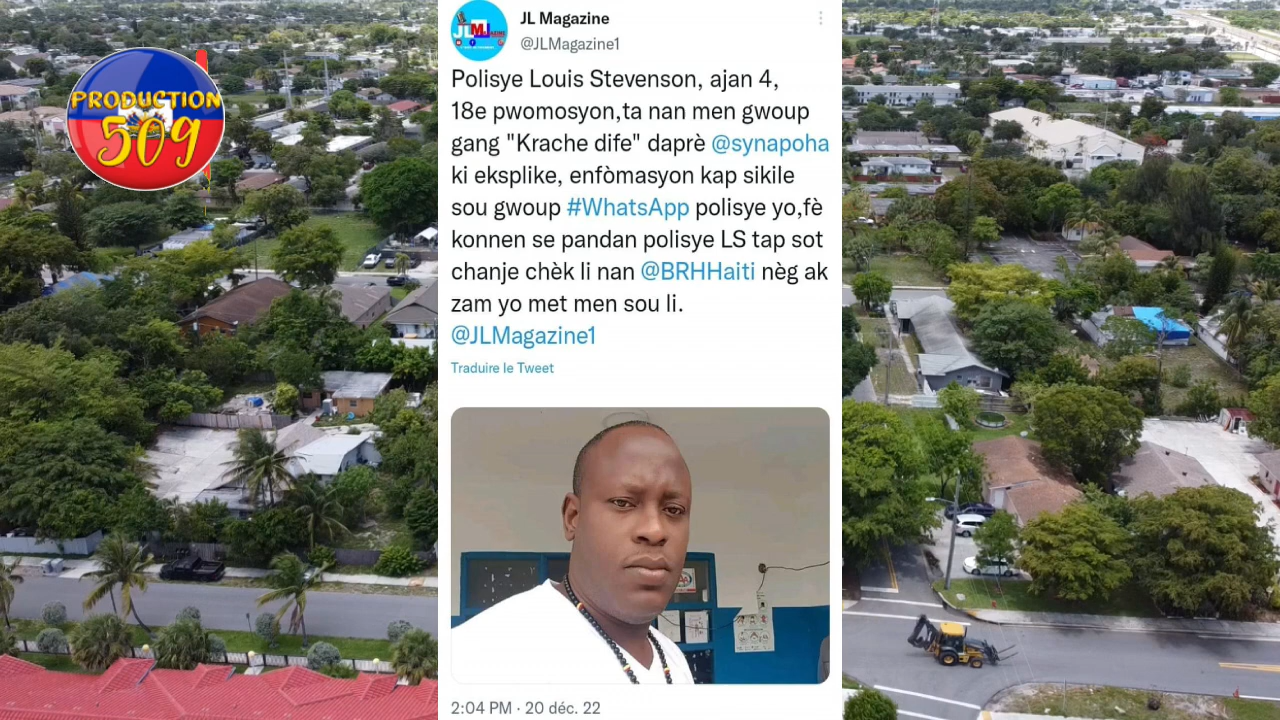 PRODUCTION
509
JL Magazine
@JLMagazine1
Polisye Louis Stevenson, ajan 4,
18e pwomosyon,ta nan men gwoup
gang "Krache dife" daprè @synapoha
ki eksplike, enfòmasyon kap sikile
sou gwoup #WhatsApp polisye yo,fè
konnen se pandan polisye LS tap sot
chanje chèk li nan @BRHHaiti nèg ak
zam yo met men sou li.
@JLMagazine1
Traduire le Tweet
2:04 PM · 20 déc. 22